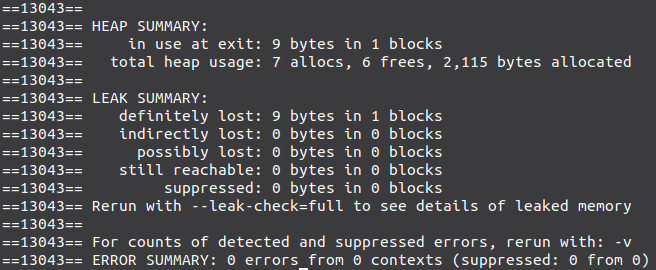 ==13043==
==13043== HEAP SUMMARY:
==13043==     in use at exit: 9 bytes in 1 blocks
==13043==   total heap usage: 7 allocs, 6 frees, 2,115 bytes allocated
==13043==
==13043== LEAK SUMMARY:
==13043==    definitely lost: 9 bytes in 1 blocks
==13043==    indirectly lost: 0 bytes in 0 blocks
==13043==      possibly lost: 0 bytes in 0 blocks
==13043==    still reachable: 0 bytes in 0 blocks
==13043==         suppressed: 0 bytes in 0 blocks
==13043== Rerun with --leak-check=full to see details of leaked memory
==13043==
==13043== For counts of detected and suppressed errors, rerun with: -v
==13043== ERROR SUMMARY: 0 errors from 0 contexts (suppressed: 0 from 0)